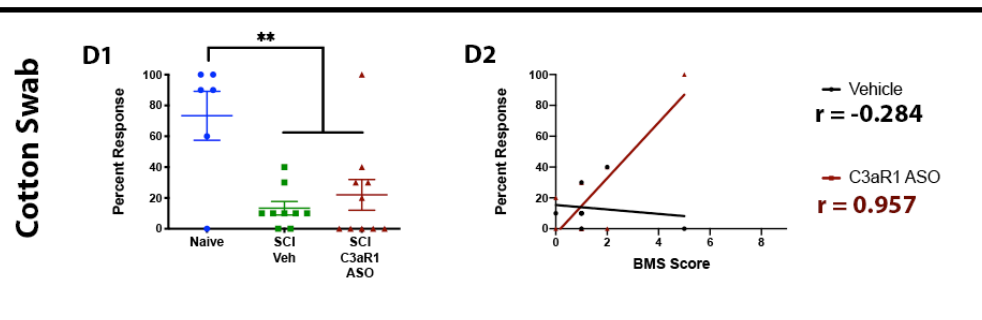 Cotton Swab
D1
**
Percent Response
100
80
60
40
20
0
Naive
SCI
Veh
SCI
C3aR1
ASO
D2
Percent Response
100
80
60
40
20
0
0
2
4
6
8
BMS Score
Vehicle
r = -0.284
C3aR1 ASO
r = 0.957